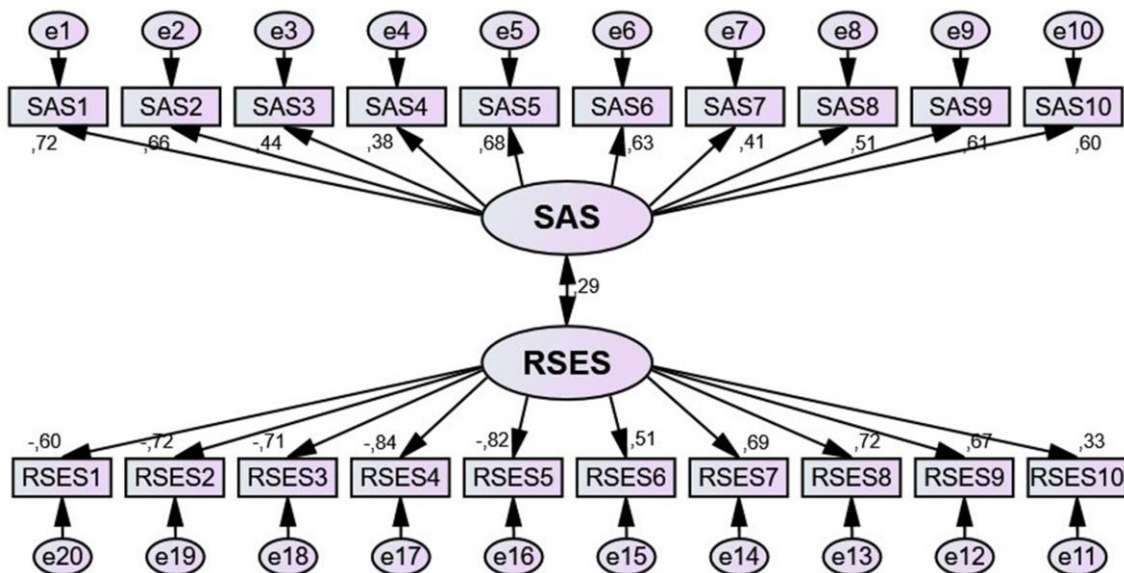 e1 e2 e3 e4 e5 e6 e7 e8 e9 e10
SAS1 SAS2 SAS3 SAS4 SAS5 SAS6 SAS7 SAS8 SAS9 SAS10
,72 ,66 ,44 ,38 ,68 ,63 ,41 ,51 ,61 ,60
SAS
,29
RSES
-,60 -,72 -,71 -,84 -,82 ,51 ,69 ,72 ,67 ,33
RSES1 RSES2 RSES3 RSES4 RSES5 RSES6 RSES7 RSES8 RSES9 RSES10
e20 e19 e18 e17 e16 e15 e14 e13 e12 e11